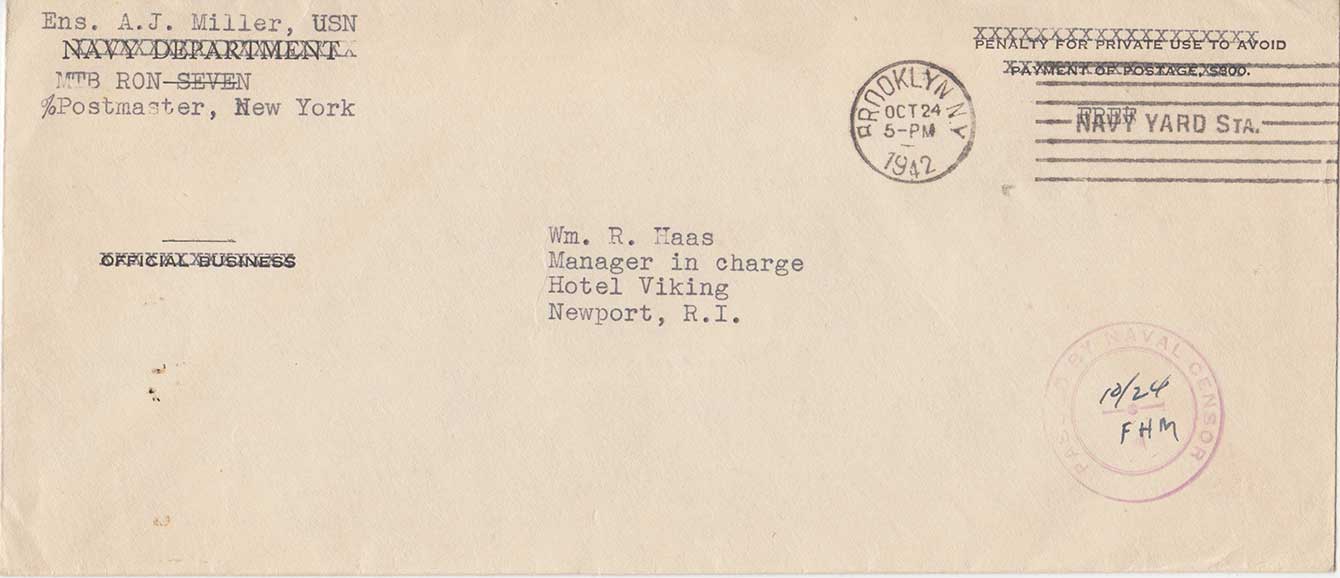 Ens. A.J. Miller, USN
NAVY DEPARTMENT
MTB RON SEVEN
%Postmaster, New York
OFFICIAL BUSINESS
PENALTY FOR PRIVATE USE TO AVOID
PAYMENT OF POSTAGE, $300.
BROOKLYN N.Y.
OCT 24
5-PM
1942
FREE
NAVY YARD STA.
Wm. R. Haas
Manager in charge
Hotel Viking
Newport, R.I.
BY NAVAL CENSOR
10/24
FHM